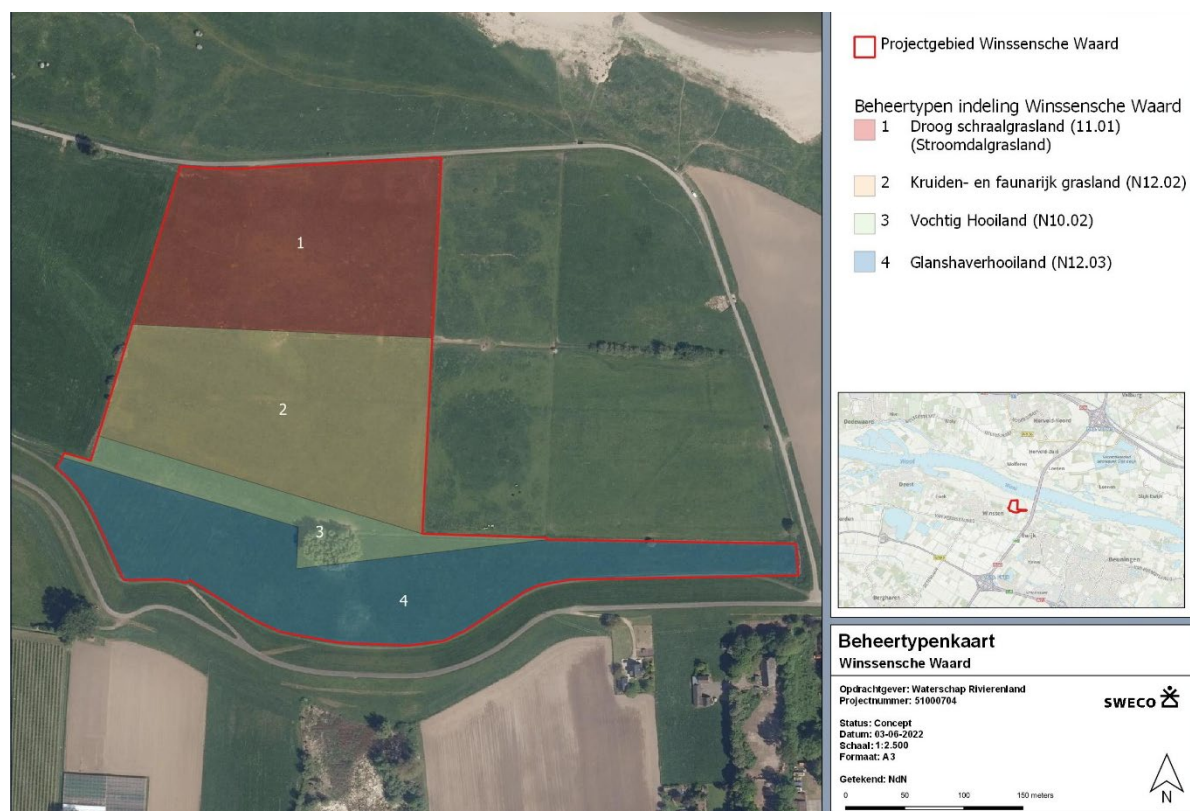 1
2
3
4
Projectgebied Winssensche Waard
Beheertypen indeling Winssensche Waard
1 Droog schraalgrasland (11.01)
(Stroomdalgrasland)
2 Kruiden- en faunarijk grasland (N12.02)
3 Vochtig Hooiland (N10.02)
4 Glanshaverhooiland (N12.03)
Winssen
Beuningen
Bergharen
Beheertypenkaart
Winssensche Waard
Opdrachtgever: Waterschap Rivierenland
Projectnummer: 51000704
SWECO
Status: Concept
Datum: 03-06-2022
Schaal: 1:2.500
Formaat: A3
Getekend: NdN
0 50 100 150 meters
N